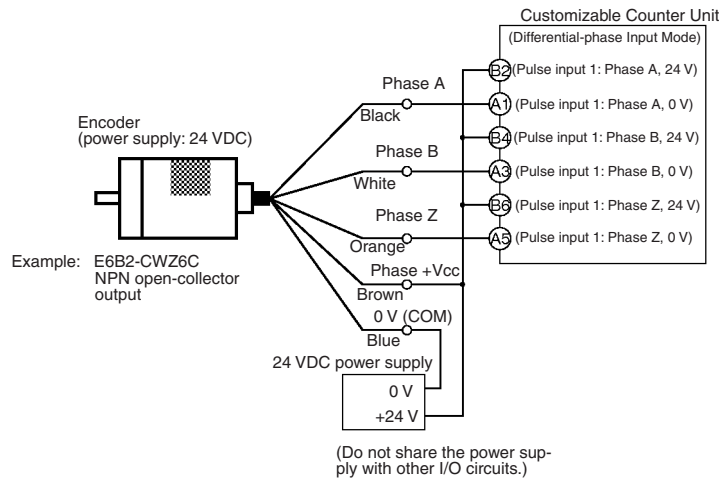 Customizable Counter Unit
(Differential-phase Input Mode)
B2 (Pulse input 1: Phase A, 24 V)
Phase A
A1 (Pulse input 1: Phase A, 0 V)
Black
Encoder
(power supply: 24 VDC)
B4 (Pulse input 1: Phase B, 24 V)
Phase B
A3 (Pulse input 1: Phase B, 0 V)
White
B6 (Pulse input 1: Phase Z, 24 V)
Phase Z
A5 (Pulse input 1: Phase Z, 0 V)
Orange
Example: E6B2-CWZ6C
NPN open-collector
output
Phase +Vcc
Brown
0 V (COM)
Blue
24 VDC power supply
0 V
+24 V
(Do not share the power sup-
ply with other I/O circuits.)